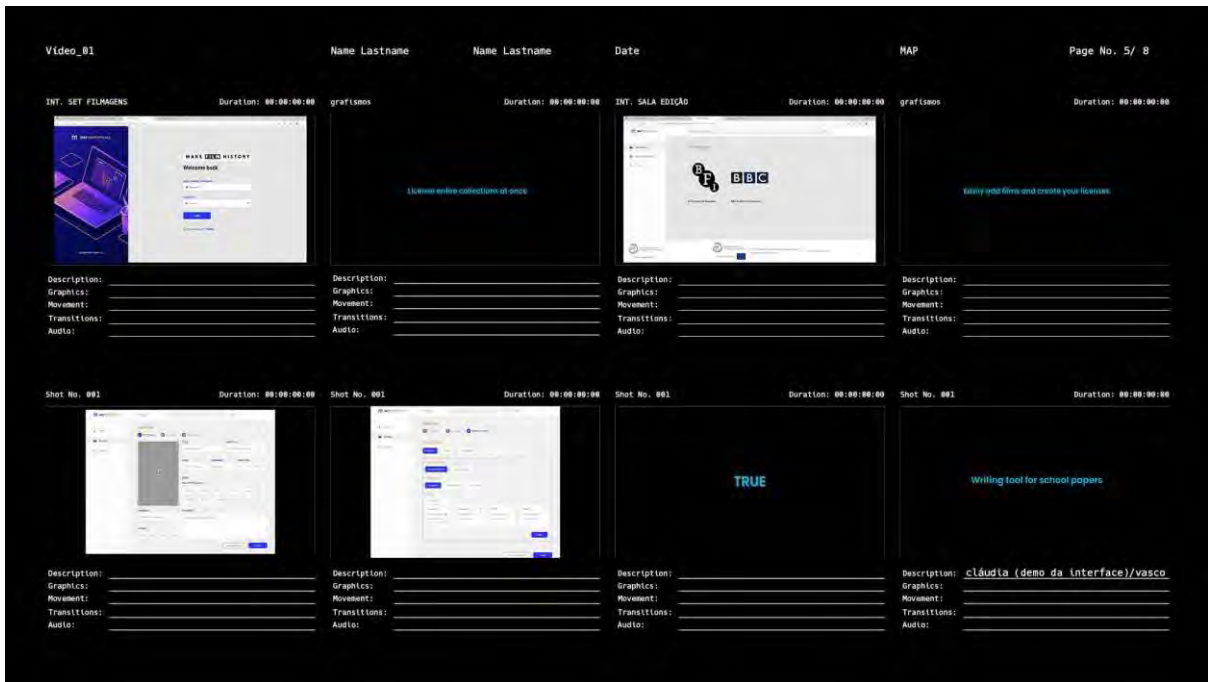 Vídeo_01 Name Lastname Name Lastname Date MAP Page No. 5/ 8
INT. SET FILMAGENS Duration: 00:00:00:00 grafismos Duration: 00:00:00:00 INT. SALA EDIÇÃO Duration: 00:00:00:00 grafismos Duration: 00:00:00:00
MAKE FILM HISTORY
Welcome back
License entire collections at once
BFI BBC
Easily add films and create your licenses
Description: Description: Description: Description:
Graphics: Graphics: Graphics: Graphics:
Movement: Movement: Movement: Movement:
Transitions: Transitions: Transitions: Transitions:
Audio: Audio: Audio: Audio:
Shot No. 001 Duration: 00:00:00:00 Shot No. 001 Duration: 00:00:00:00 Shot No. 001 Duration: 00:00:00:00 Shot No. 001 Duration: 00:00:00:00
TRUE
Writing tool for school papers
Description: Description: Description: Description: cláudia (demo da interface)/vasco
Graphics: Graphics: Graphics: Graphics:
Movement: Movement: Movement: Movement:
Transitions: Transitions: Transitions: Transitions:
Audio: Audio: Audio: Audio: